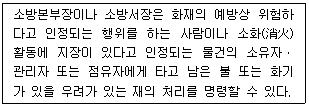 소방본부장이나 소방서장은 화재의 예방상 위험하
다고 인정되는 행위를 하는 사람이나 소화(消火)
활동에 지장이 있다고 인정되는 물건의 소유자·
관리자 또는 점유자에게 타고 남은 불 또는 화기
가 있을 우려가 있는 재의 처리를 명령할 수 있다.